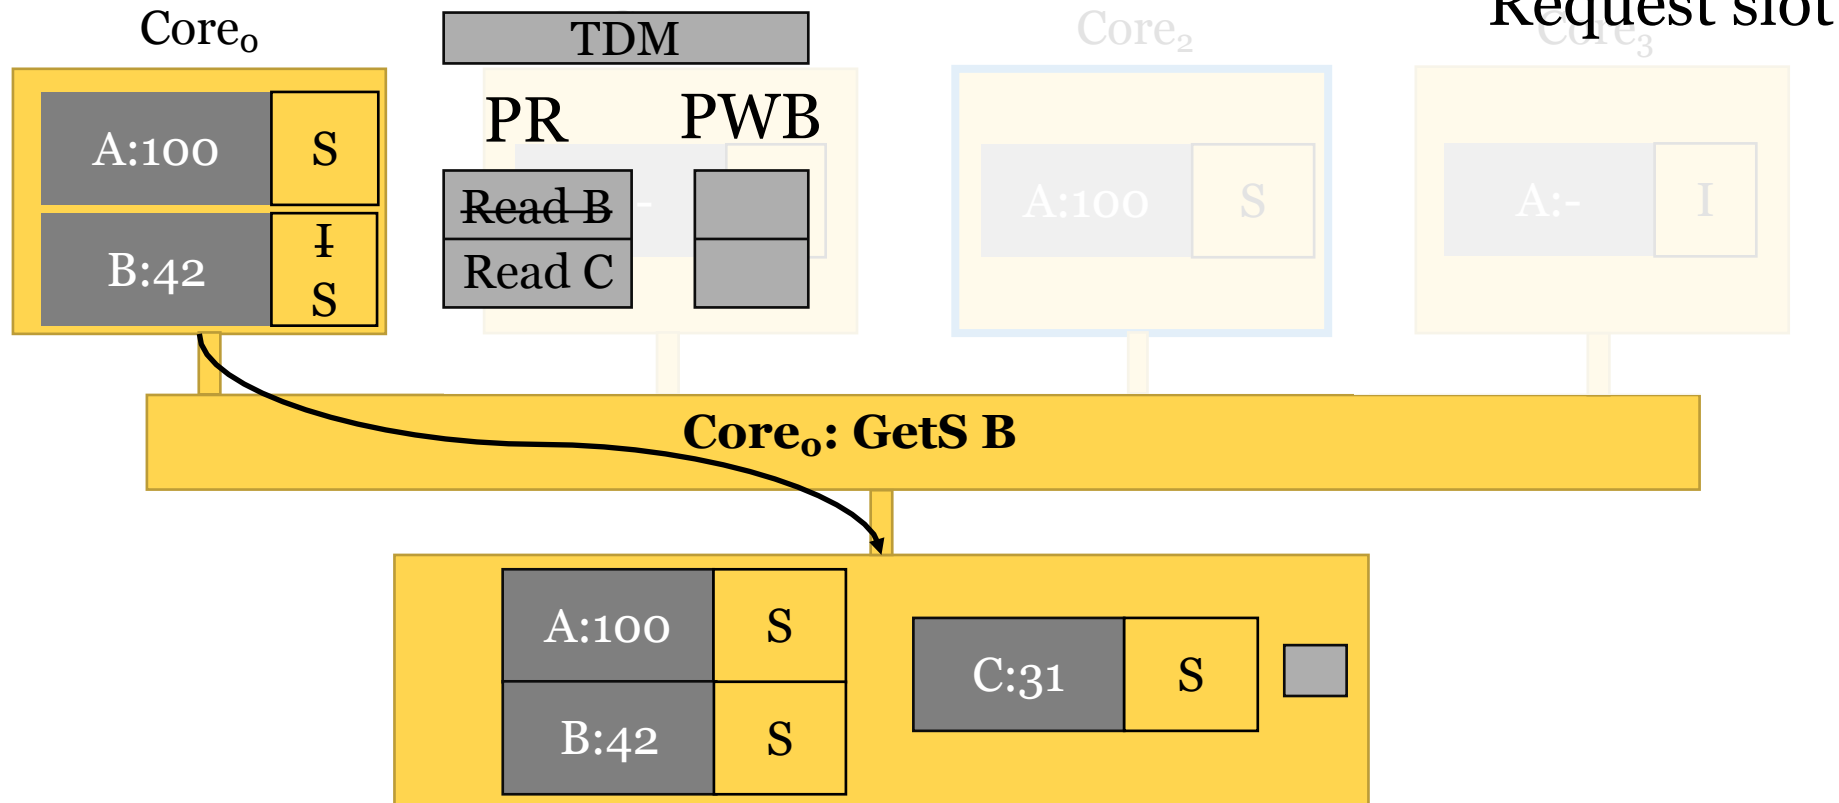 Request slot
Core₀
TDM
Core₂
Core₃
PR
PWB
A:100
S
Read B
-
A:100
S
A:-
I
B:42
I
S
Read C
Core₀: GetS B
A:100
S
C:31
S
B:42
S